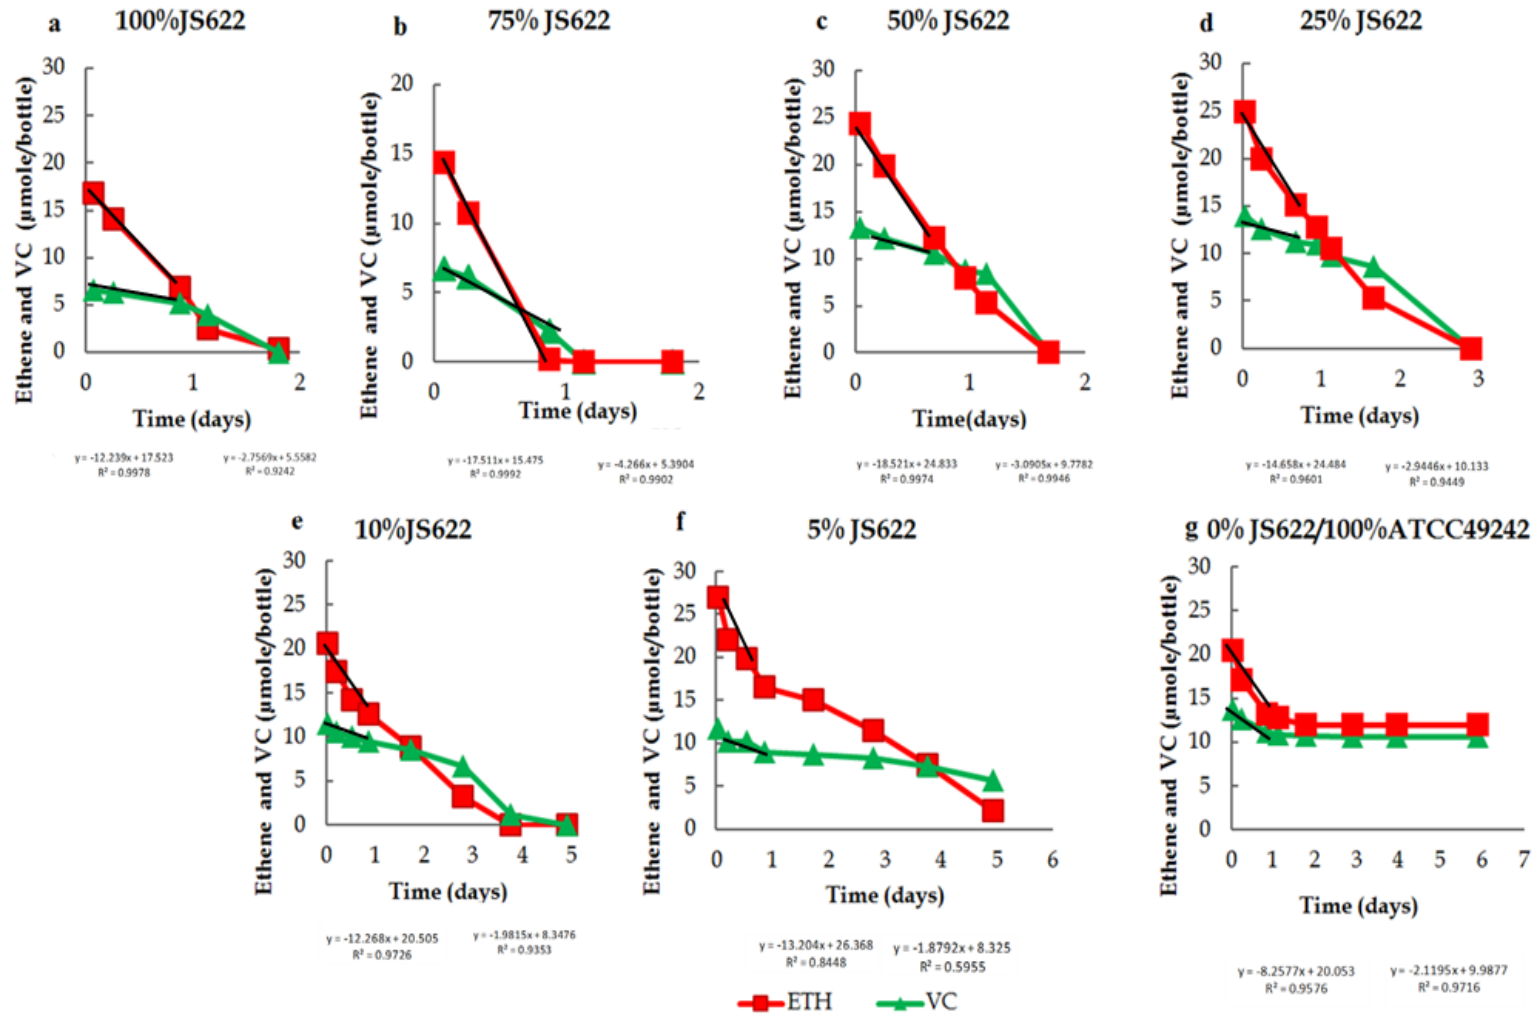 a 100%JS622
Ethene and VC (µmole/bottle)
30
25
20
15
10
5
0
0 1 2
Time (days)
y = -12.239x + 17.523
R² = 0.9978
y = -2.7569x + 5.5582
R² = 0.9242
b 75% JS622
Ethene and VC (µmole/bottle)
20
15
10
5
0
0 1 2
Time (days)
y = -17.511x + 15.475
R² = 0.9992
y = -4.266x + 5.3904
R² = 0.9902
c 50% JS622
Ethene and VC (µmole/bottle)
30
25
20
15
10
5
0
0 1 2
Time(days)
y = -18.521x + 24.833
R² = 0.9974
y = -3.0905x + 9.7782
R² = 0.9946
d 25% JS622
Ethene and VC (µmole/bottle)
30
25
20
15
10
5
0
0 1 2 3
Time (days)
y = -14.658x + 24.484
R² = 0.9601
y = -2.9446x + 10.133
R² = 0.9449
e 10%JS622
Ethene and VC (µmole/bottle)
30
25
20
15
10
5
0
0 1 2 3 4 5
Time (days)
y = -12.268x + 20.505
R² = 0.9726
y = -1.9815x + 8.3476
R² = 0.9353
f 5% JS622
Ethene and VC (µmole/bottle)
30
25
20
15
10
5
0
0 1 2 3 4 5 6
Time (days)
y = -13.204x + 26.368
R² = 0.8448
y = -1.8792x + 8.325
R² = 0.5955
g 0% JS622/100%ATCC49242
Ethene and VC (µmole/bottle)
30
25
20
15
10
5
0
0 1 2 3 4 5 6 7
Time (days)
y = -8.2577x + 20.053
R² = 0.9576
y = -2.1195x + 9.9877
R² = 0.9716
ETH VC